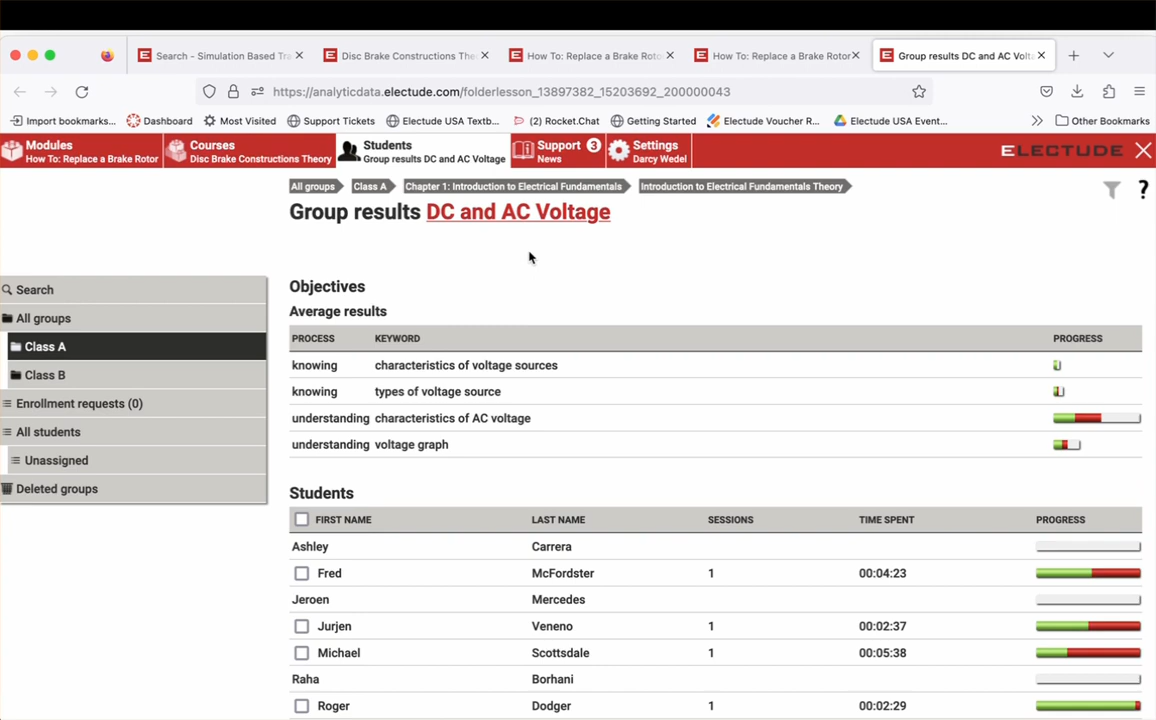 Search - Simulation Based Tra
Disc Brake Constructions The
How To: Replace a Brake Roto
How To: Replace a Brake Rotor
Group results DC and AC Volta
https://analyticdata.electude.com/folderlesson_13897382_15203692_200000043
Import bookmarks...
Dashboard
Most Visited
Support Tickets
Electude USA Textb...
(2) Rocket.Chat
Getting Started
Electude Voucher R...
Electude USA Event...
Other Bookmarks
Modules
How To: Replace a Brake Rotor
Courses
Disc Brake Constructions Theory
Students
Group results DC and AC Voltage
Support 3
News
Settings
Darcy Wedel
ELECTUDE
All groups
Class A
Chapter 1: Introduction to Electrical Fundamentals
Introduction to Electrical Fundamentals Theory
?
Group results DC and AC Voltage
Search
All groups
Class A
Class B
Enrollment requests (0)
All students
Unassigned
Deleted groups
Objectives
Average results
PROCESS KEYWORD PROGRESS
knowing characteristics of voltage sources
knowing types of voltage source
understanding characteristics of AC voltage
understanding voltage graph
Students
FIRST NAME LAST NAME SESSIONS TIME SPENT PROGRESS
Ashley Carrera
Fred McFordster 1 00:04:23
Jeroen Mercedes
Jurjen Veneno 1 00:02:37
Michael Scottsdale 1 00:05:38
Raha Borhani
Roger Dodger 1 00:02:29